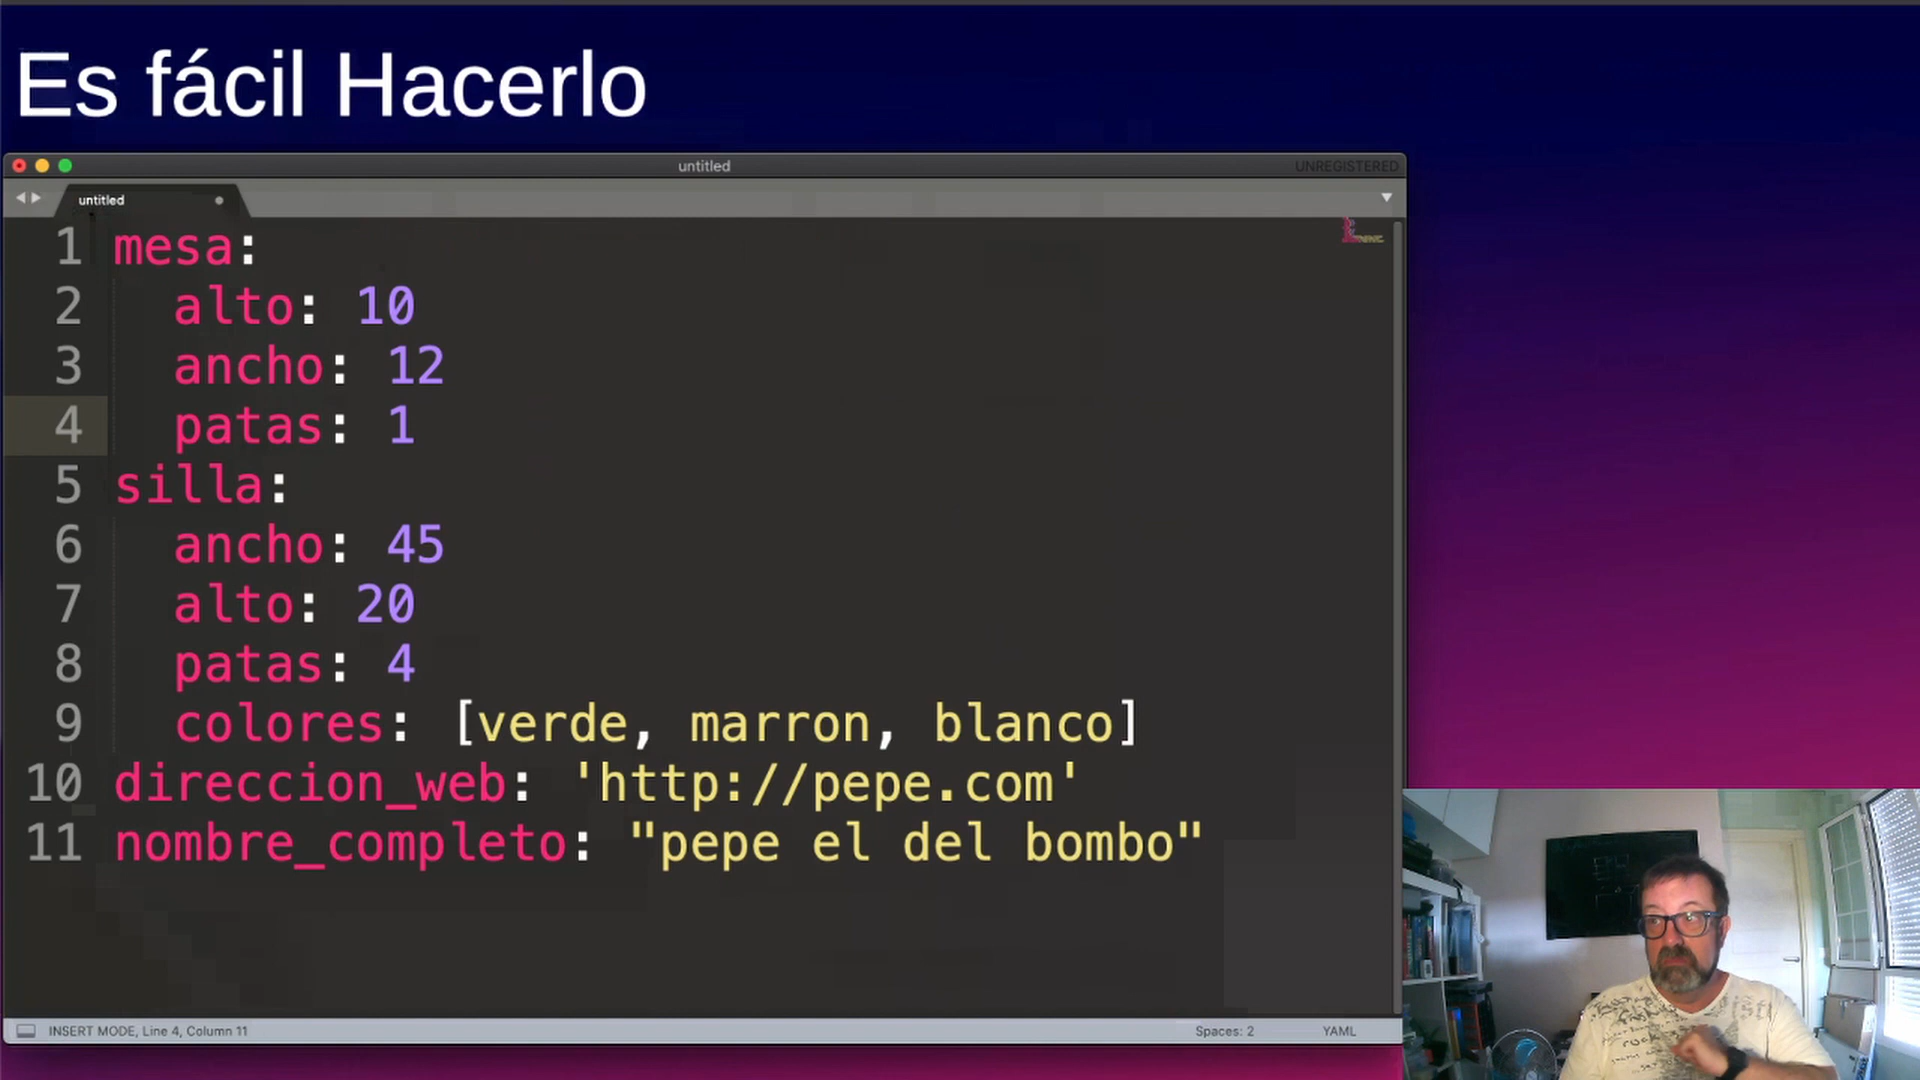 Es fácil Hacerlo
untitled
UNREGISTERED
untitled
1 mesa:
2   alto: 10
3   ancho: 12
4   patas: 1
5 silla:
6   ancho: 45
7   alto: 20
8   patas: 4
9   colores: [verde, marron, blanco]
10 direccion_web: 'http://pepe.com'
11 nombre_completo: "pepe el del bombo"
INSERT MODE, Line 4, Column 11
Spaces: 2
YAML